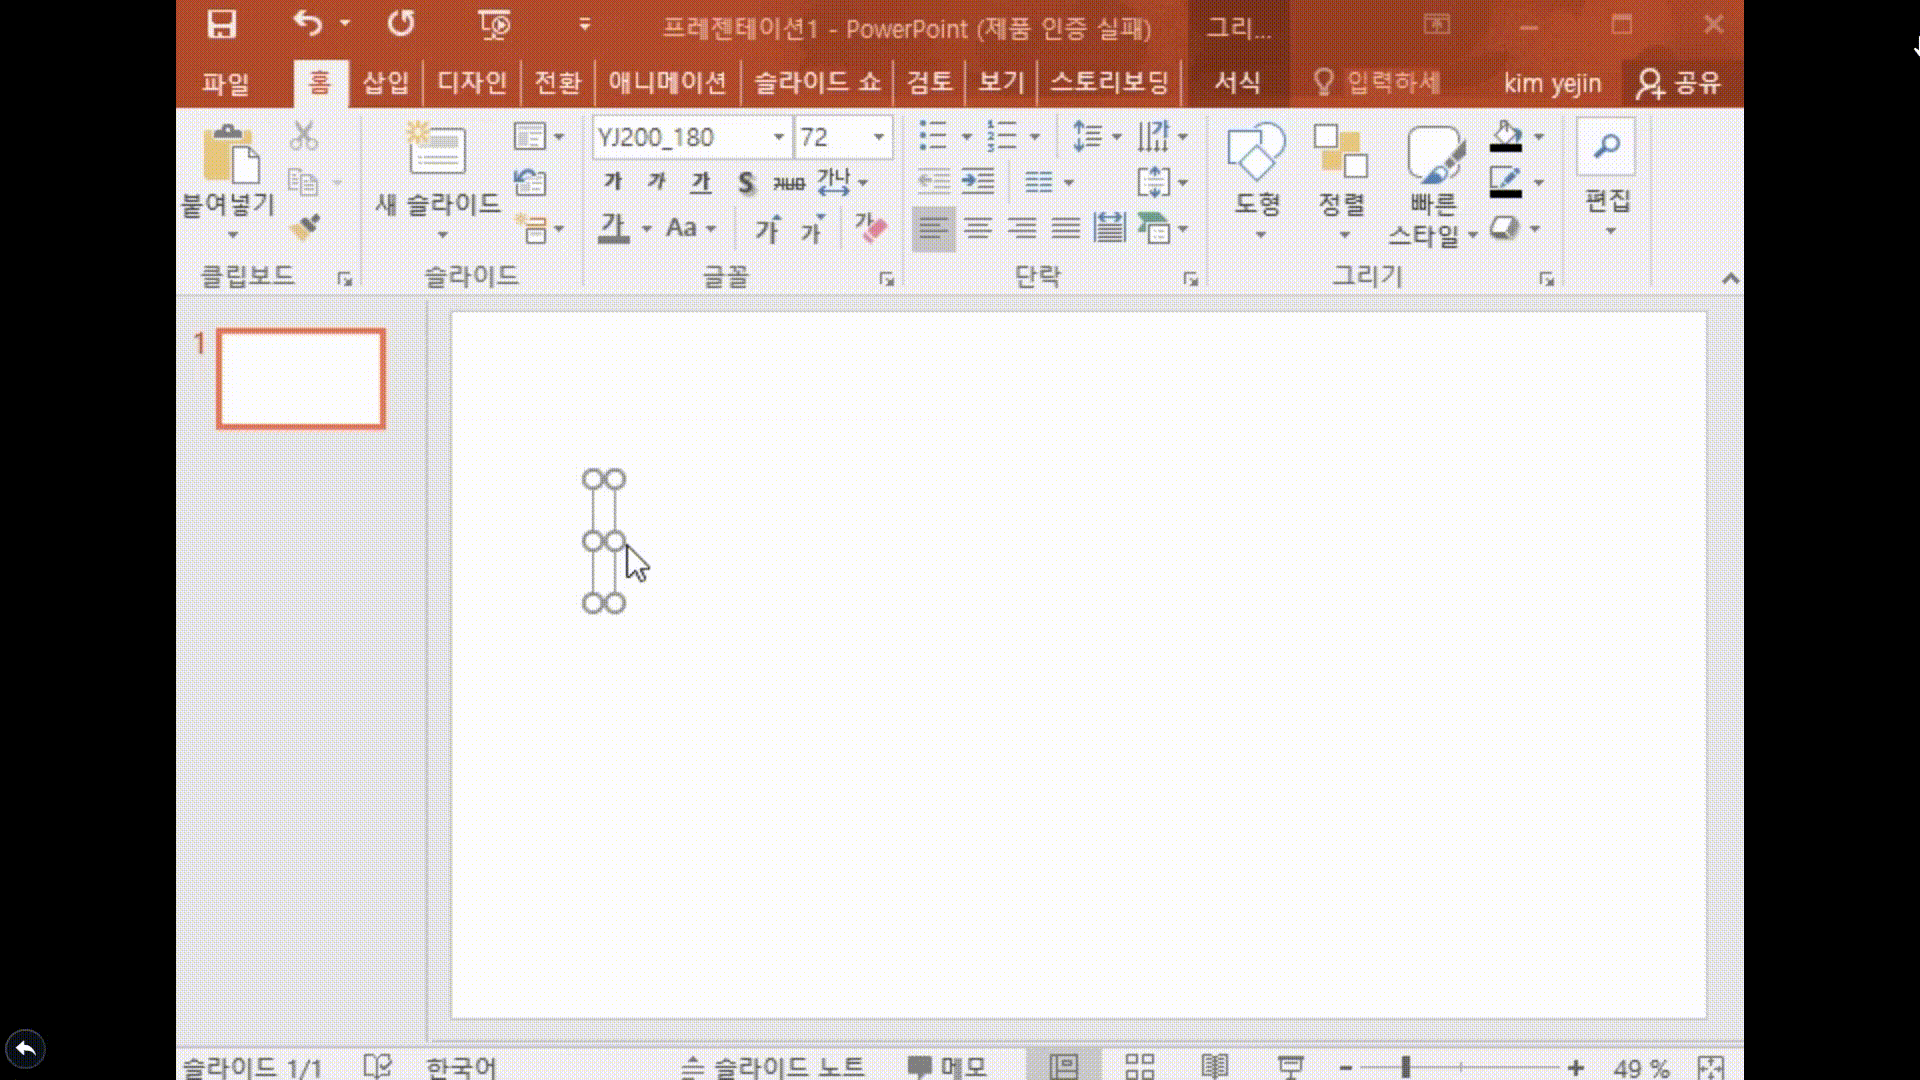 프레젠테이션1 - PowerPoint (제품 인증 실패)
그리...
파일 홈 삽입 디자인 전환 애니메이션 슬라이드 쇼 검토 보기 스토리보딩 서식 입력하세 kim yejin 공유
YJ200_180 72
가 가 가 S 가나다 가나
가 Aa 가 가 가
붙여넣기 새 슬라이드 도형 정렬 빠른 스타일 편집
클립보드 슬라이드 글꼴 단락 그리기
1
슬라이드 1/1 한국어 슬라이드 노트 메모 49 %